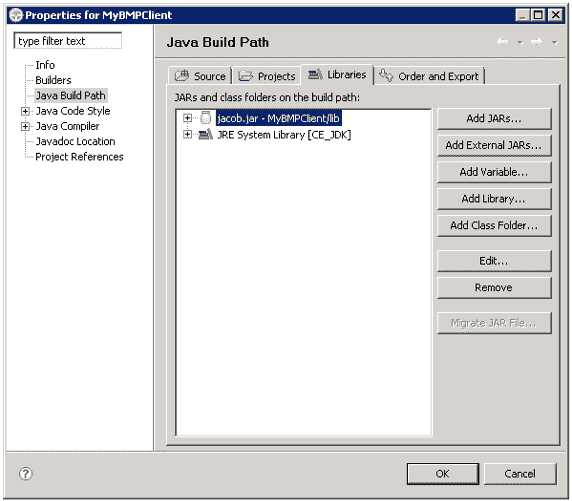 Properties for MyBMPClient
type filter text
Info
Builders
Java Build Path
Java Code Style
Java Compiler
Javadoc Location
Project References
Java Build Path
Source
Projects
Libraries
Order and Export
JARs and class folders on the build path:
jacob.jar - MyBMPClient/lib
JRE System Library [CE_JDK]
Add JARs...
Add External JARs...
Add Variable...
Add Library...
Add Class Folder...
Edit...
Remove
Migrate JAR File...
?
OK
Cancel